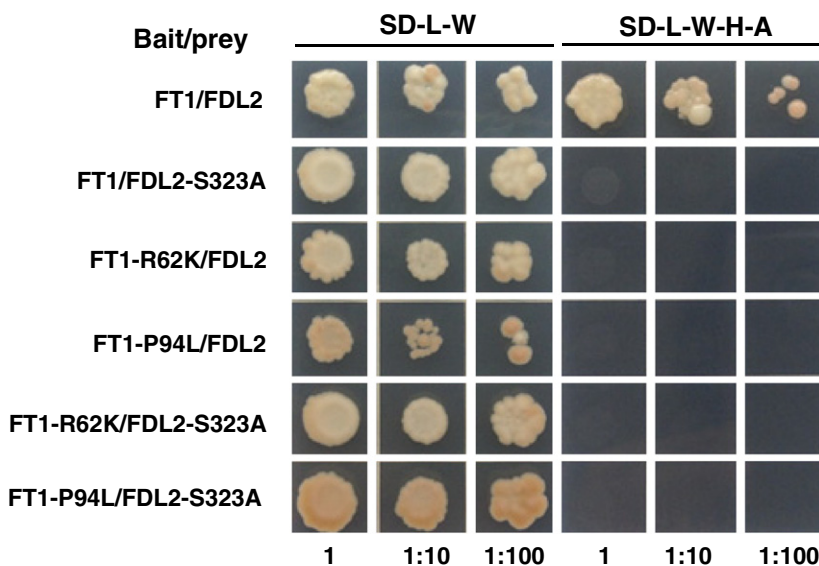 Bait/prey SD-L-W SD-L-W-H-A
FT1/FDL2
FT1/FDL2-S323A
FT1-R62K/FDL2
FT1-P94L/FDL2
FT1-R62K/FDL2-S323A
FT1-P94L/FDL2-S323A
1 1:10 1:100 1 1:10 1:100